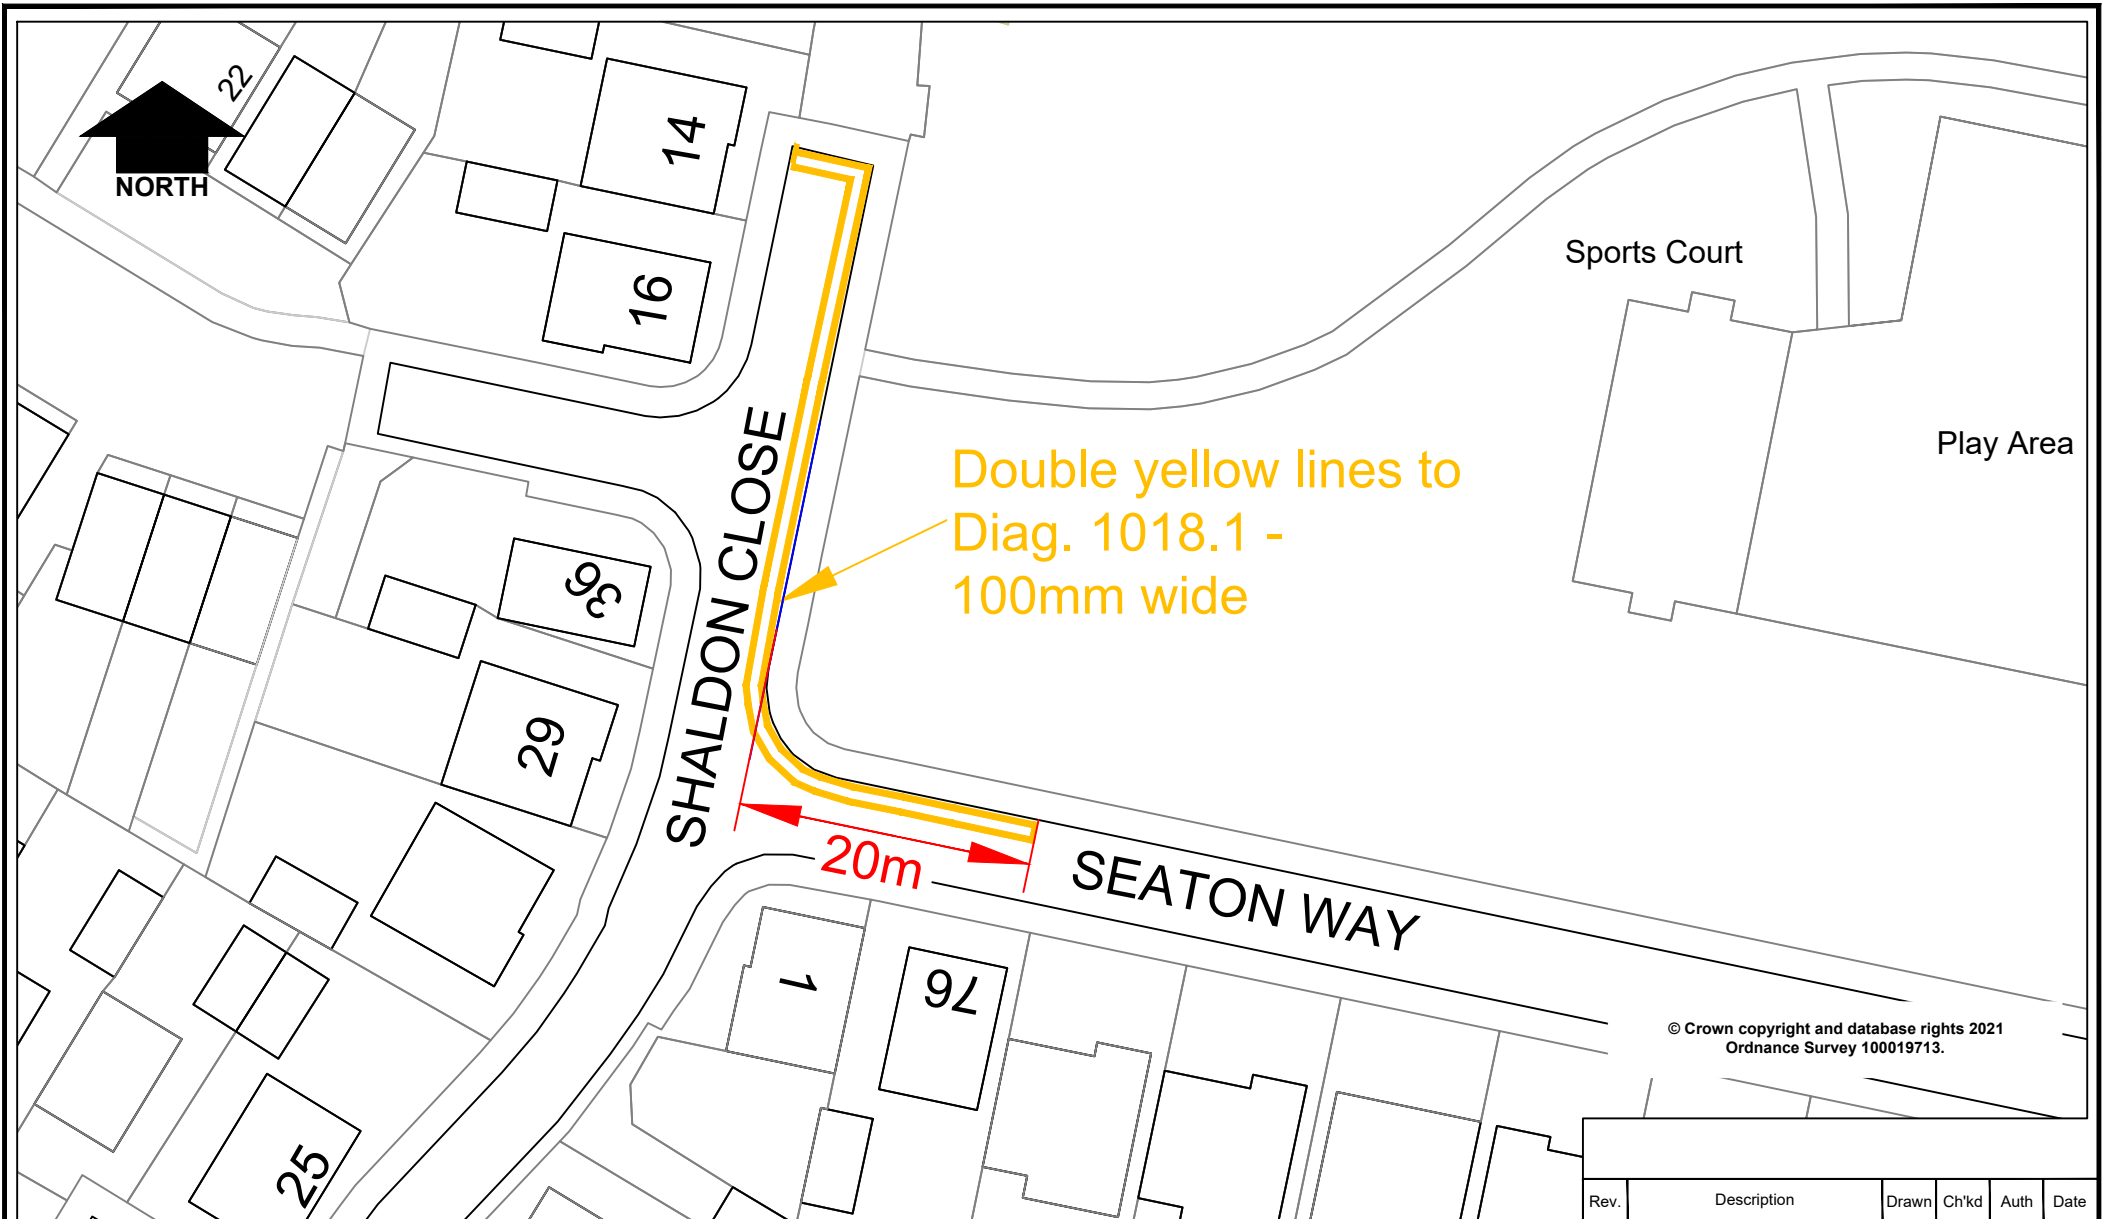 22
NORTH
14
16
Sports Court
Play Area
SHALDON CLOSE
Double yellow lines to
Diag. 1018.1 -
100mm wide
36
29
20m
SEATON WAY
1
76
25
© Crown copyright and database rights 2021
Ordnance Survey 100019713.
Rev. Description Drawn Ch'kd Auth Date